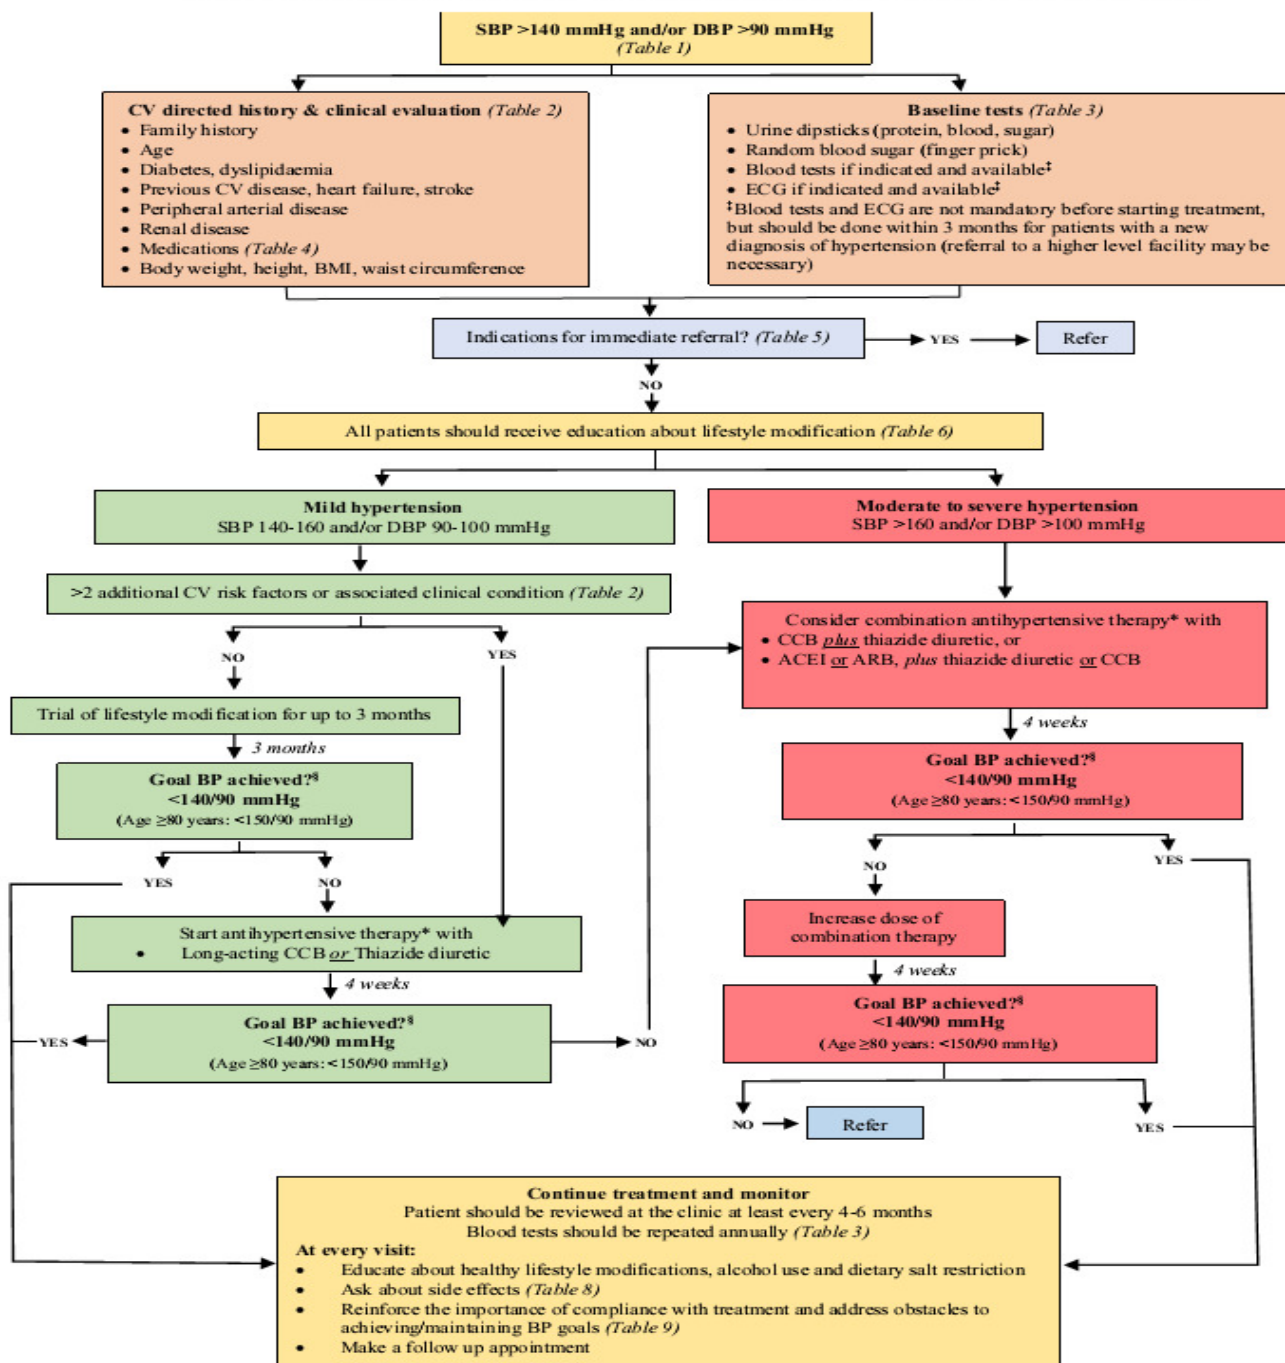 SBP >140 mmHg and/or DBP >90 mmHg
(Table 1)
CV directed history & clinical evaluation (Table 2)
• Family history
• Age
• Diabetes, dyslipidaemia
• Previous CV disease, heart failure, stroke
• Peripheral arterial disease
• Renal disease
• Medications (Table 4)
• Body weight, height, BMI, waist circumference
Baseline tests (Table 3)
• Urine dipsticks (protein, blood, sugar)
• Random blood sugar (finger prick)
• Blood tests if indicated and available‡
• ECG if indicated and available‡
‡Blood tests and ECG are not mandatory before starting treatment,
but should be done within 3 months for patients with a new
diagnosis of hypertension (referral to a higher level facility may be
necessary)
Indications for immediate referral? (Table 5)
YES
Refer
NO
All patients should receive education about lifestyle modification (Table 6)
Mild hypertension
SBP 140-160 and/or DBP 90-100 mmHg
>2 additional CV risk factors or associated clinical condition (Table 2)
NO
YES
Trial of lifestyle modification for up to 3 months
3 months
Goal BP achieved?§
<140/90 mmHg
(Age ≥80 years: <150/90 mmHg)
YES
NO
Start antihypertensive therapy* with
• Long-acting CCB or Thiazide diuretic
4 weeks
Goal BP achieved?§
<140/90 mmHg
(Age ≥80 years: <150/90 mmHg)
YES
NO
Moderate to severe hypertension
SBP >160 and/or DBP >100 mmHg
Consider combination antihypertensive therapy* with
• CCB plus thiazide diuretic, or
• ACEI or ARB, plus thiazide diuretic or CCB
4 weeks
Goal BP achieved?§
<140/90 mmHg
(Age ≥80 years: <150/90 mmHg)
NO
YES
Increase dose of
combination therapy
4 weeks
Goal BP achieved?§
<140/90 mmHg
(Age ≥80 years: <150/90 mmHg)
NO
Refer
YES
Continue treatment and monitor
Patient should be reviewed at the clinic at least every 4-6 months
Blood tests should be repeated annually (Table 3)
At every visit:
• Educate about healthy lifestyle modifications, alcohol use and dietary salt restriction
• Ask about side effects (Table 8)
• Reinforce the importance of compliance with treatment and address obstacles to
achieving/maintaining BP goals (Table 9)
• Make a follow up appointment